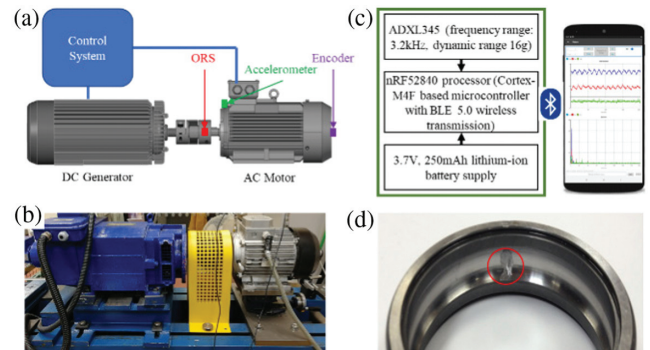 (a)
Control
System
ORS
Encoder
Accelerometer
DC Generator
AC Motor
(c)
ADXL345 (frequency range:
3.2kHz, dynamic range 16g)
nRF52840 processor (Cortex-
M4F based microcontroller
with BLE 5.0 wireless
transmission)
3.7V, 250mAh lithium-ion
battery supply
(b)
(d)